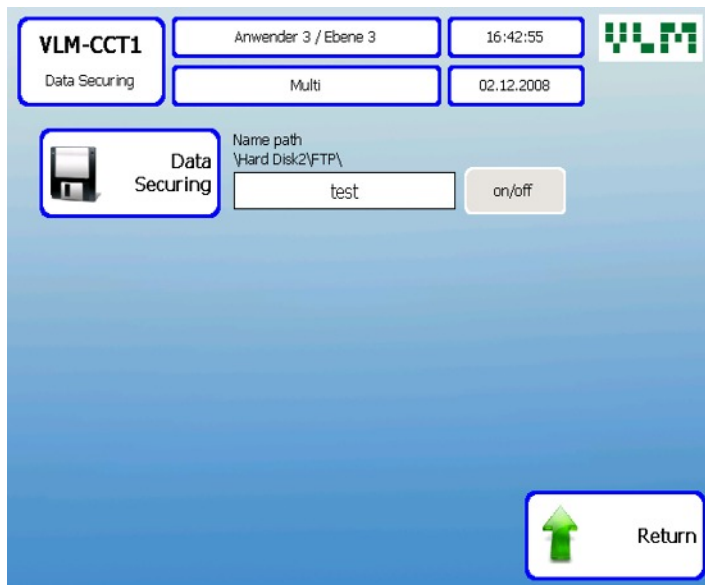 VLM-CCT1
Data Securing
Anwender 3 / Ebene 3
16:42:55
VLM
Multi
02.12.2008
Data
Securing
Name path
\Hard Disk2\FTP\
test
on/off
Return